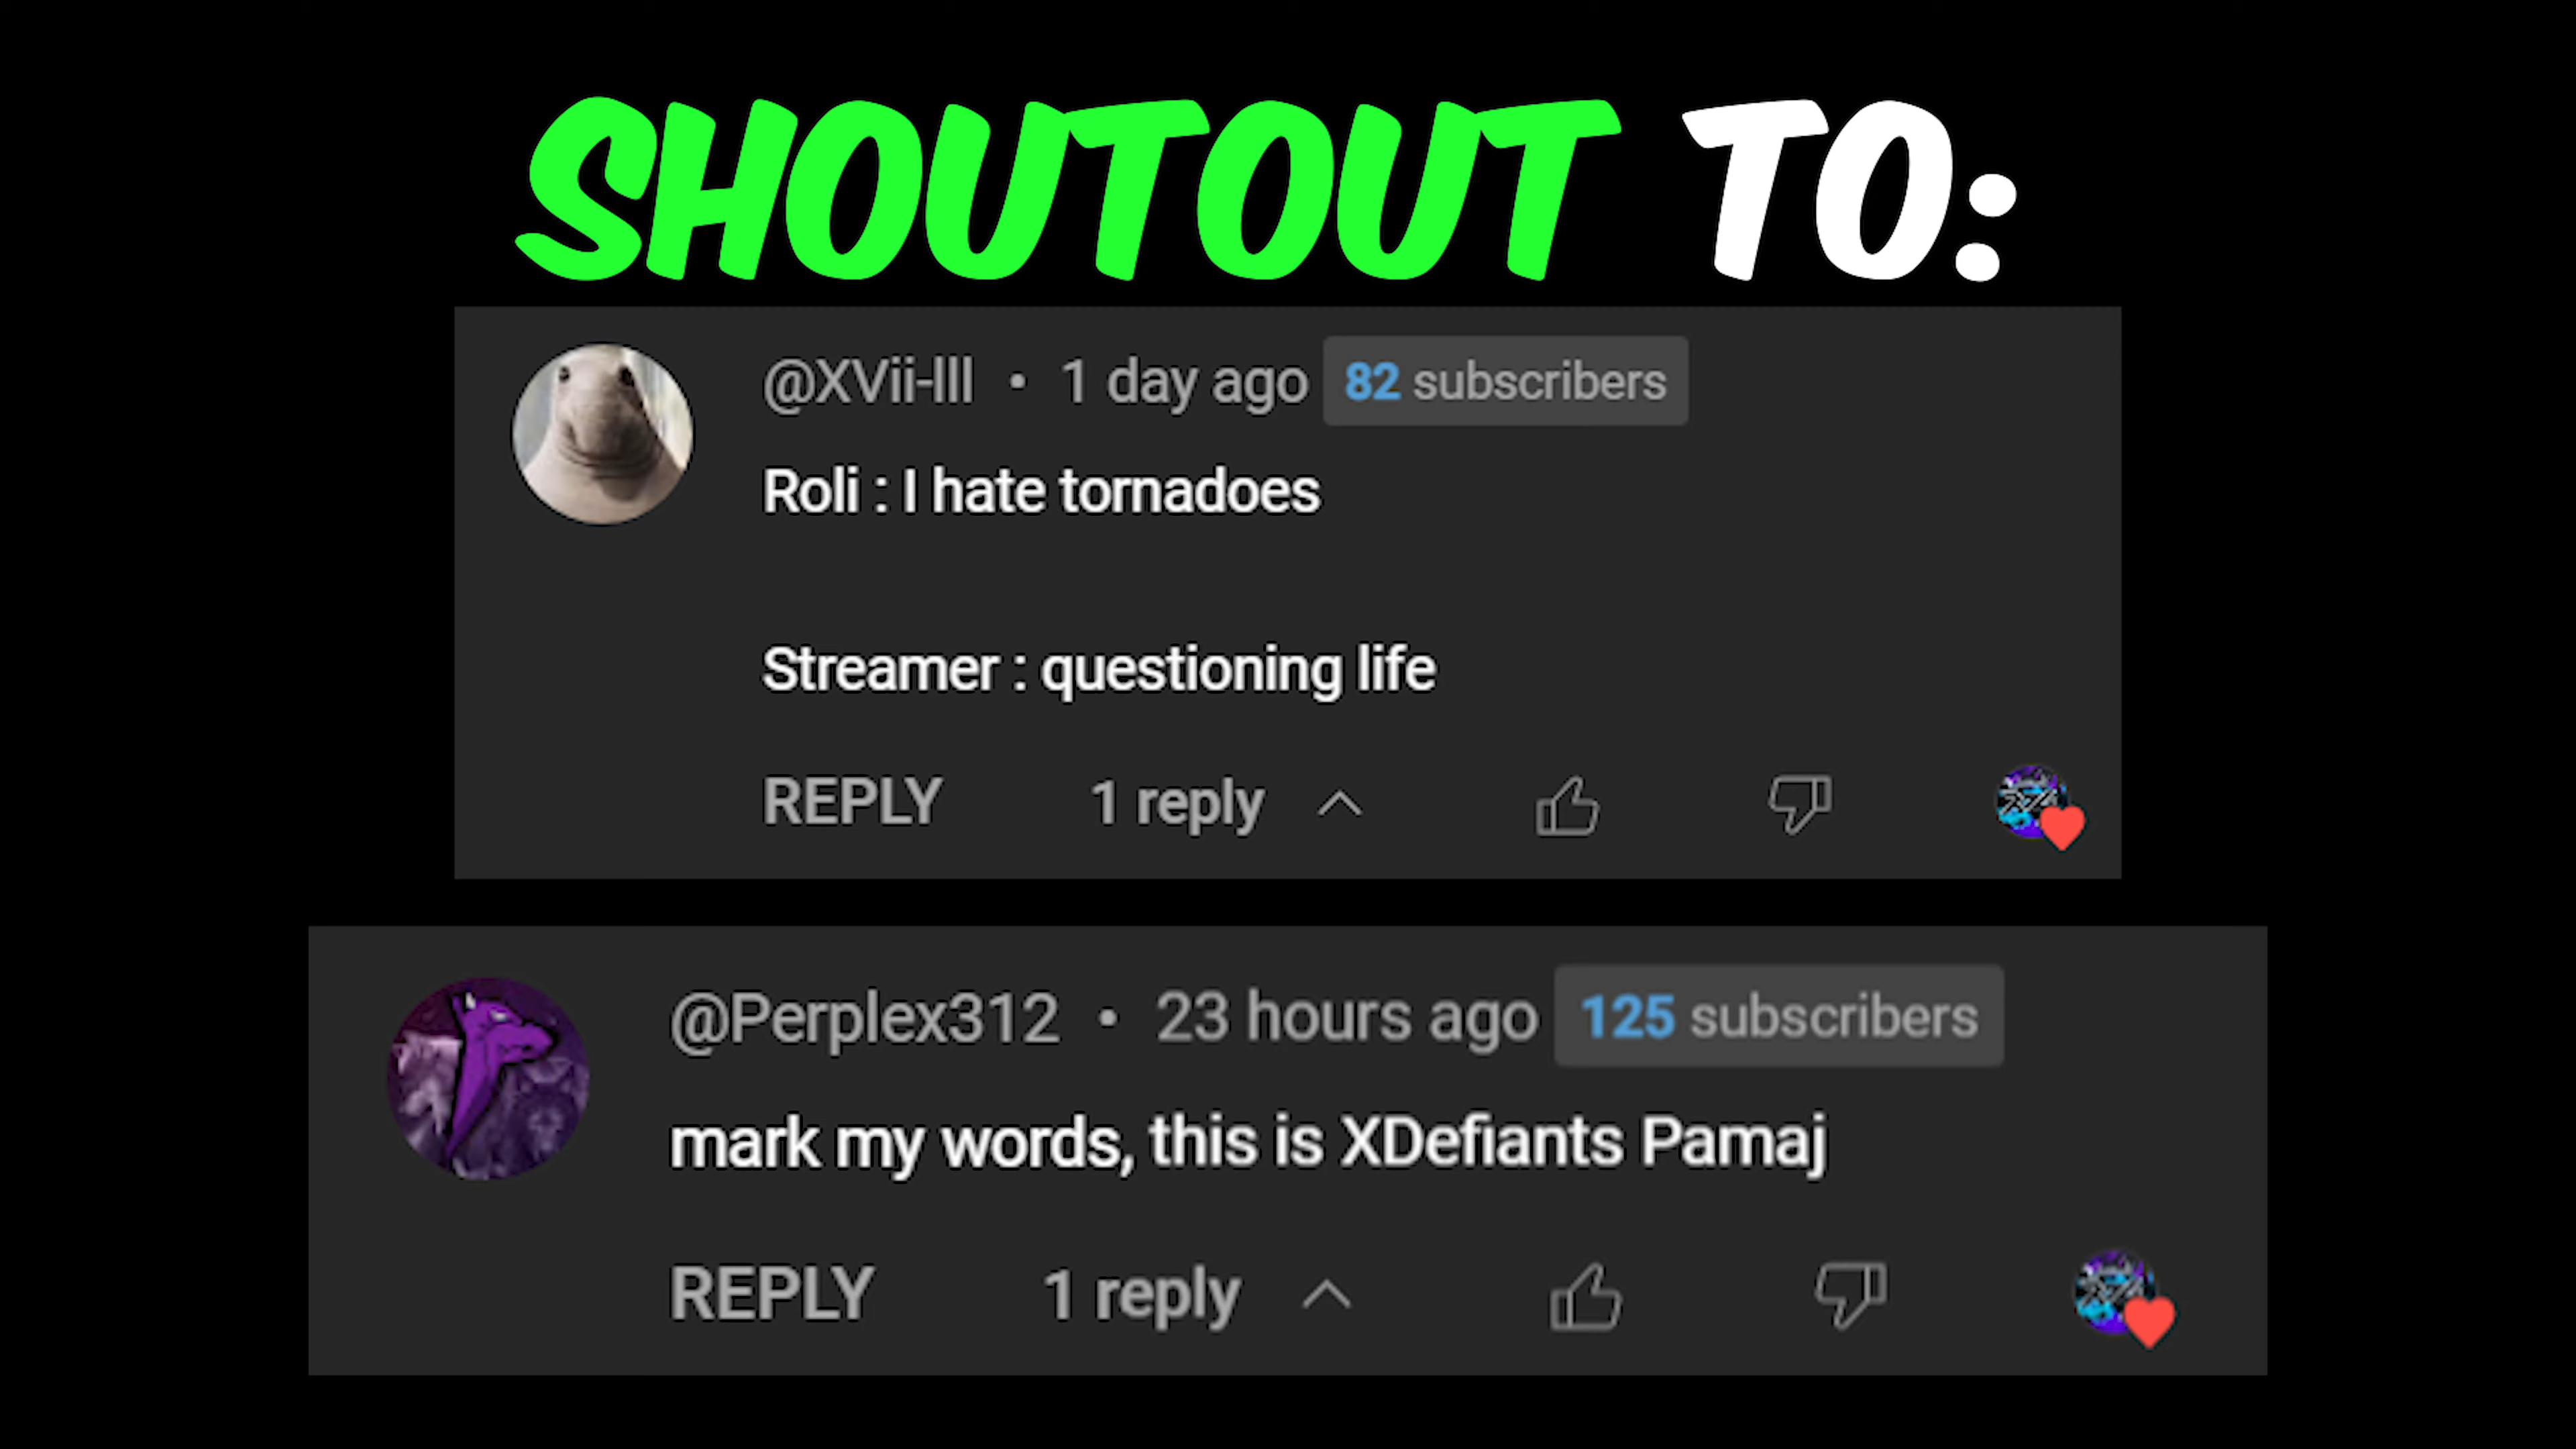 SHOUTOUT TO:
@XVii-lll • 1 day ago 82 subscribers
Roli : I hate tornadoes
Streamer : questioning life
REPLY 1 reply
@Perplex312 • 23 hours ago 125 subscribers
mark my words, this is XDefiants Pamaj
REPLY 1 reply